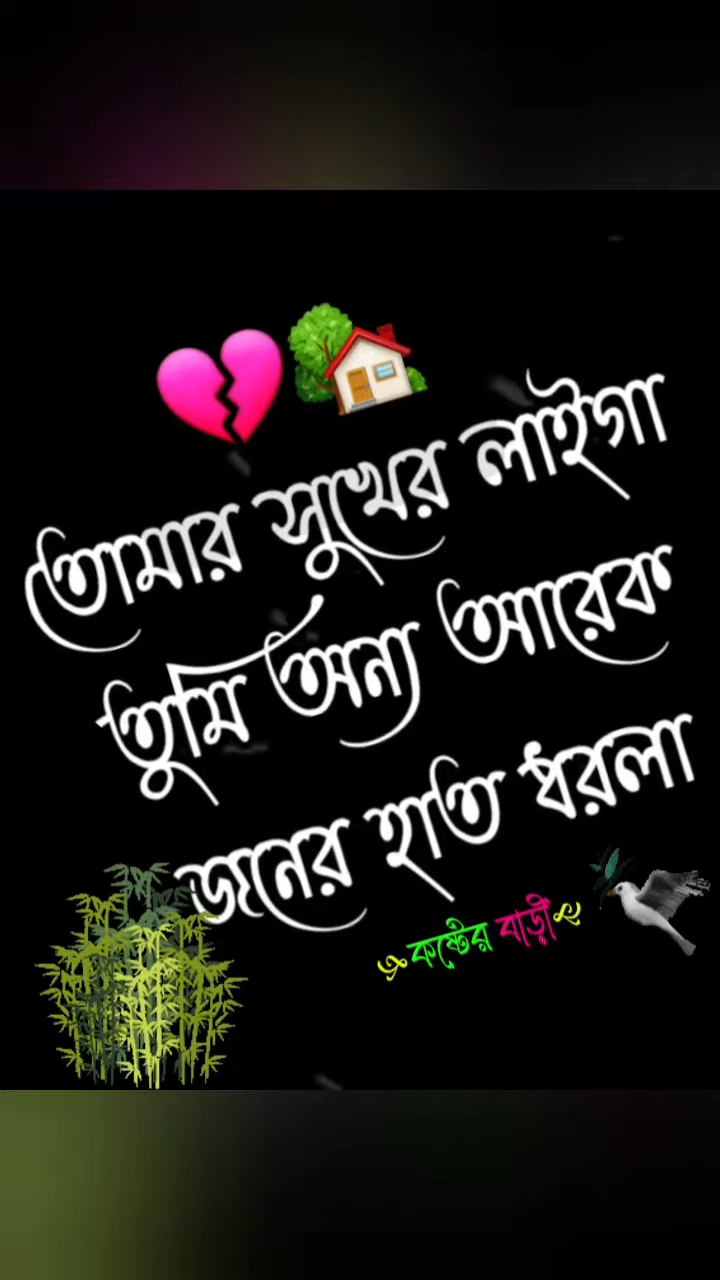 তোমার সুখের লাইগা
তুমি অন্য আরেক
জনের হাত ধরলা
কষ্টের বাড়ী